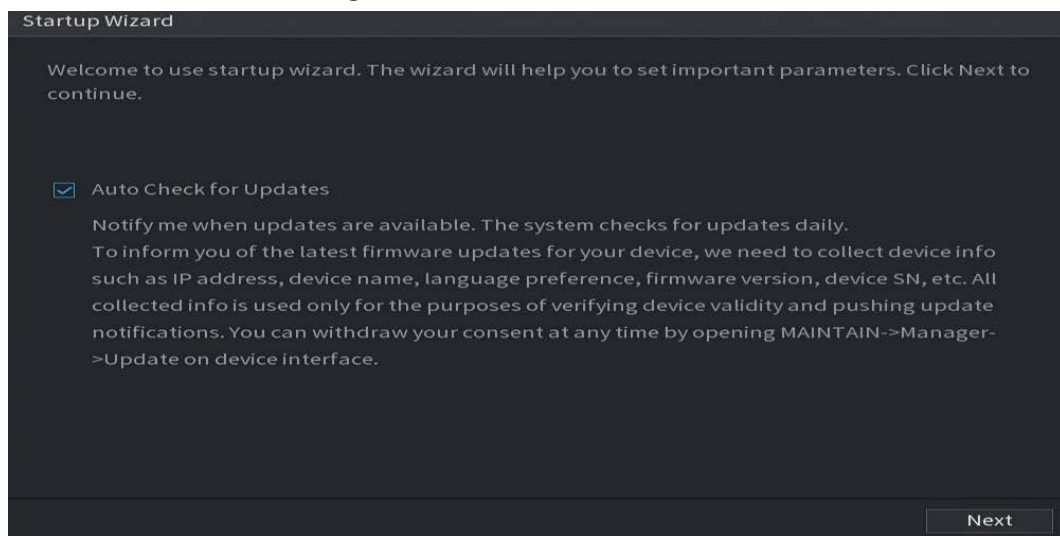 Startup Wizard
Welcome to use startup wizard. The wizard will help you to set important parameters. Click Next to
continue.
Auto Check for Updates
Notify me when updates are available. The system checks for updates daily.
To inform you of the latest firmware updates for your device, we need to collect device info
such as IP address, device name, language preference, firmware version, device SN, etc. All
collected info is used only for the purposes of verifying device validity and pushing update
notifications. You can withdraw your consent at any time by opening MAINTAIN->Manager-
>Update on device interface.
Next